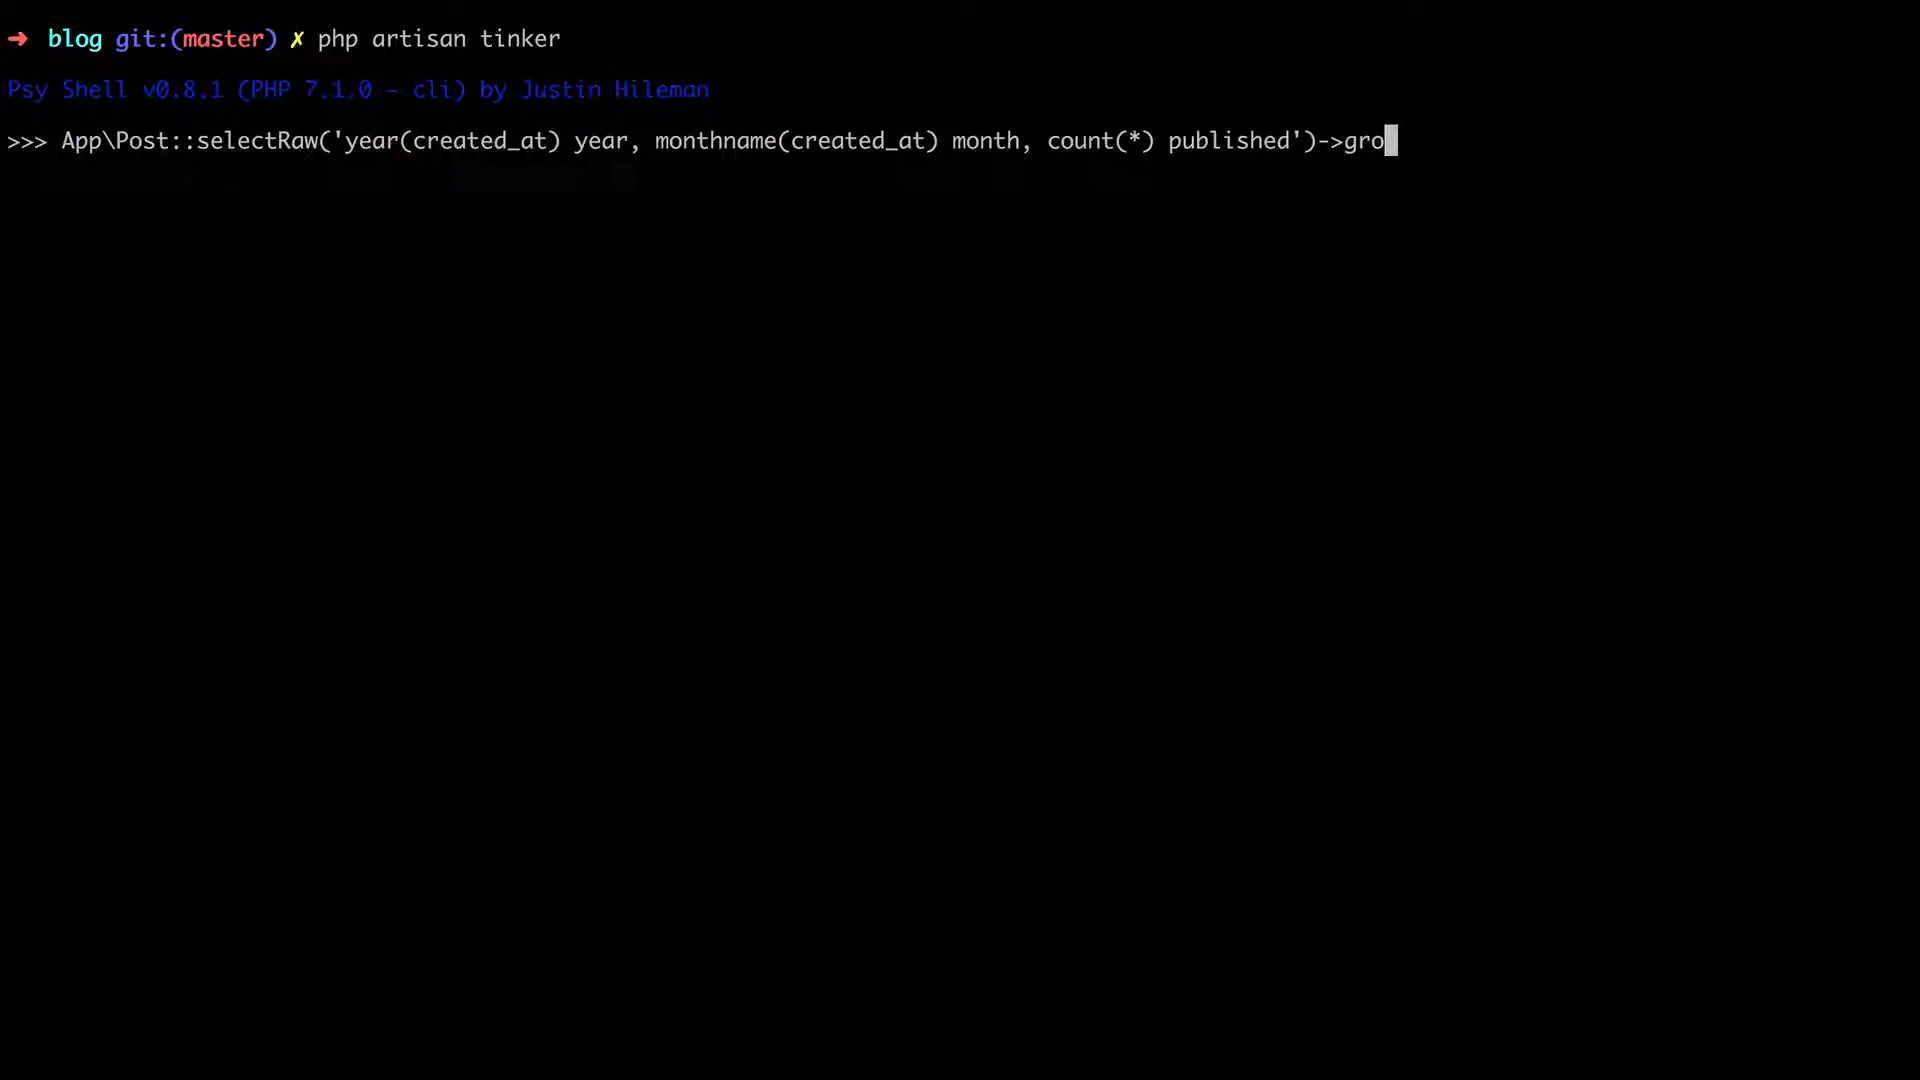 ➜ blog git:(master) ✗ php artisan tinker
Psy Shell v0.8.1 (PHP 7.1.0 — cli) by Justin Hileman
>>> App\Post::selectRaw('year(created_at) year, monthname(created_at) month, count(*) published')->gro